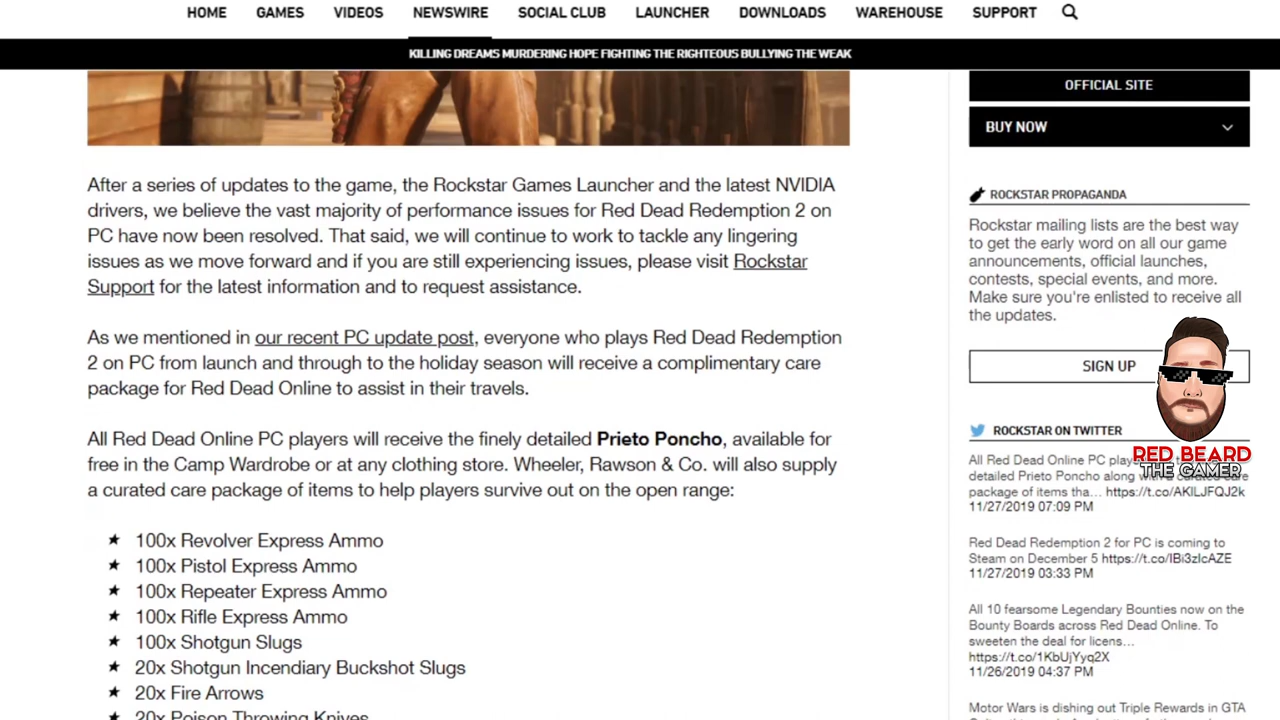 HOME GAMES VIDEOS NEWSWIRE SOCIAL CLUB LAUNCHER DOWNLOADS WAREHOUSE SUPPORT
KILLING DREAMS MURDERING HOPE FIGHTING THE RIGHTEOUS BULLYING THE WEAK
After a series of updates to the game, the Rockstar Games Launcher and the latest NVIDIA
drivers, we believe the vast majority of performance issues for Red Dead Redemption 2 on
PC have now been resolved. That said, we will continue to work to tackle any lingering
issues as we move forward and if you are still experiencing issues, please visit Rockstar
Support for the latest information and to request assistance.
As we mentioned in our recent PC update post, everyone who plays Red Dead Redemption
2 on PC from launch and through to the holiday season will receive a complimentary care
package for Red Dead Online to assist in their travels.
All Red Dead Online PC players will receive the finely detailed Prieto Poncho, available for
free in the Camp Wardrobe or at any clothing store. Wheeler, Rawson & Co. will also supply
a curated care package of items to help players survive out on the open range:
★ 100x Revolver Express Ammo
★ 100x Pistol Express Ammo
★ 100x Repeater Express Ammo
★ 100x Rifle Express Ammo
★ 100x Shotgun Slugs
★ 20x Shotgun Incendiary Buckshot Slugs
★ 20x Fire Arrows
★ 20x Poison Throwing Knives
OFFICIAL SITE
BUY NOW
ROCKSTAR PROPAGANDA
Rockstar mailing lists are the best way
to get the early word on all our game
announcements, official launches,
contests, special events, and more.
Make sure you're enlisted to receive all
the updates.
SIGN UP
ROCKSTAR ON TWITTER
RED BEARD
THE GAMER
All Red Dead Online PC
detailed Prieto Poncho along
package of items tha... https://t.co/AKlLJFQJ2k
11/27/2019 07:09 PM
Red Dead Redemption 2 for PC is coming to
Steam on December 5 https://t.co/lBi3zlcAZE
11/27/2019 03:33 PM
All 10 fearsome Legendary Bounties now on the
Bounty Boards across Red Dead Online. To
sweeten the deal for licens...
https://t.co/1KbUjYyq2X
11/26/2019 04:37 PM
Motor Wars is dishing out Triple Rewards in GTA